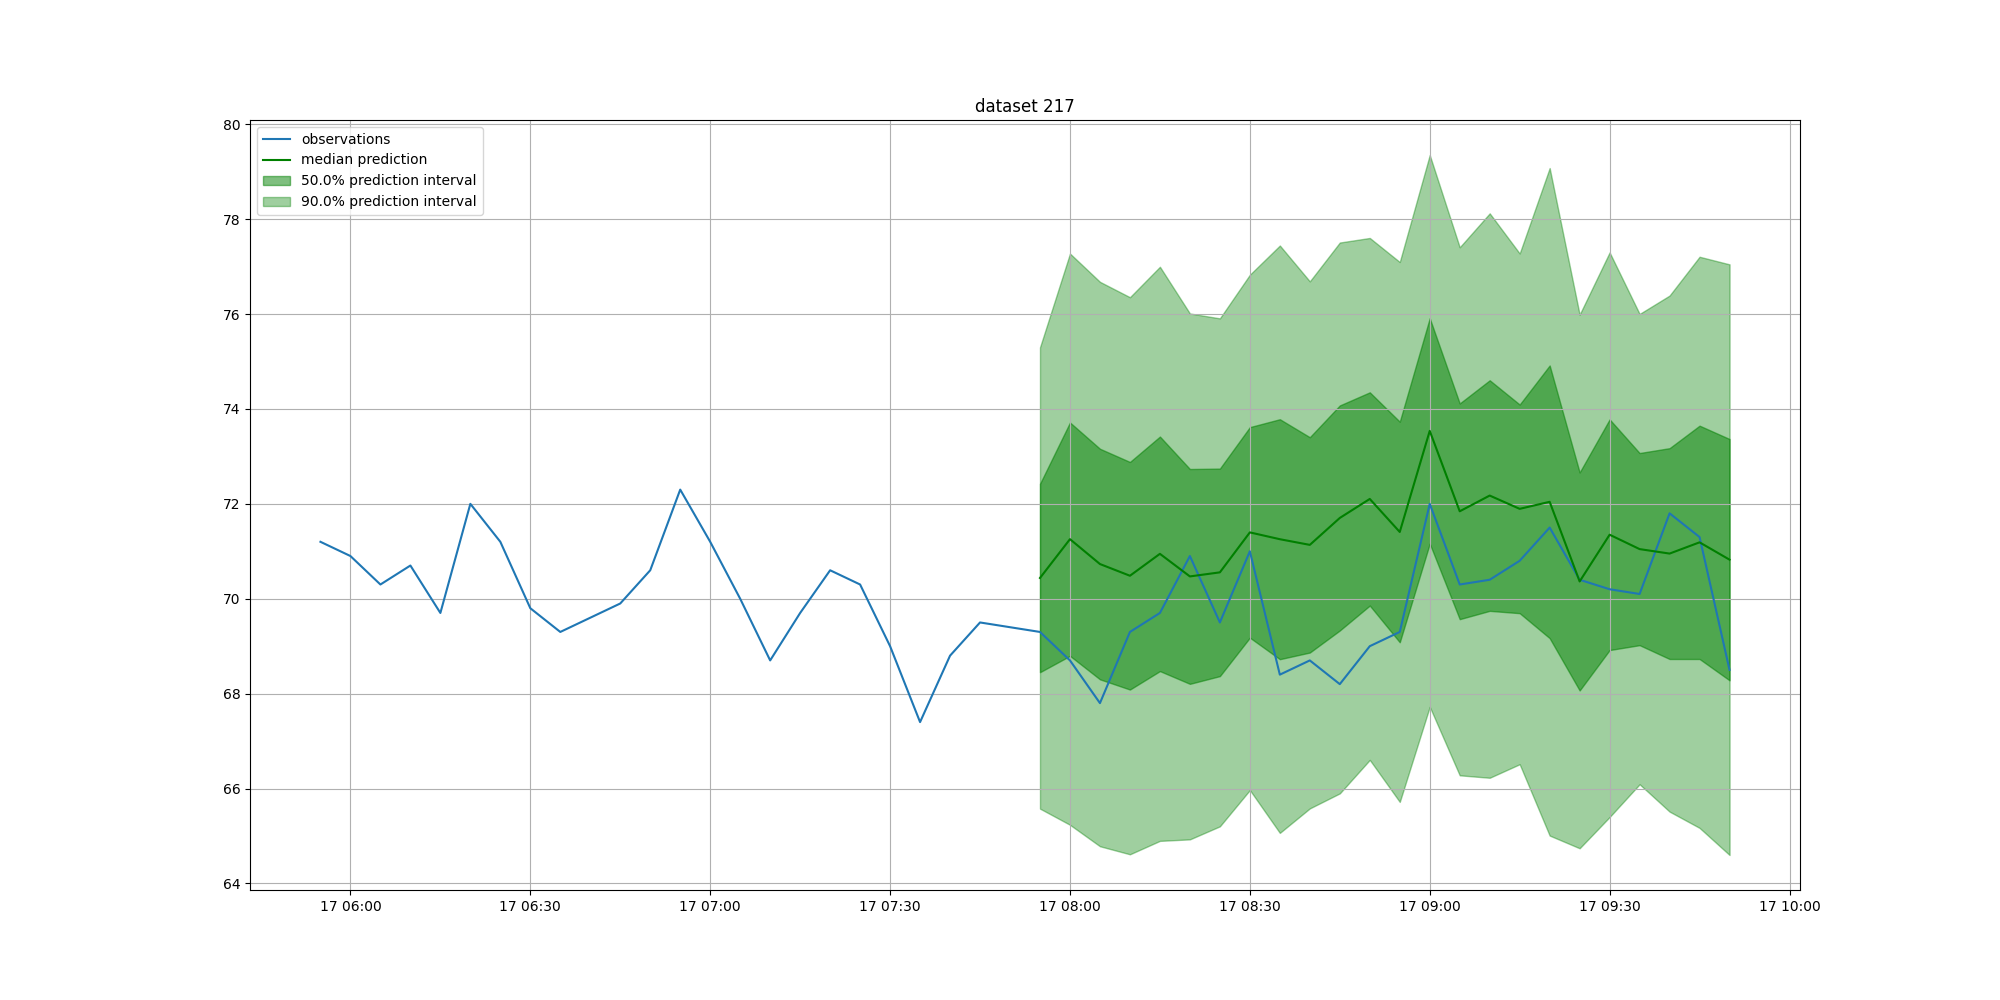 dataset 217
observations
median prediction
50.0% prediction interval
90.0% prediction interval
80
78
76
74
72
70
68
66
64
17 06:00 17 06:30 17 07:00 17 07:30 17 08:00 17 08:30 17 09:00 17 09:30 17 10:00